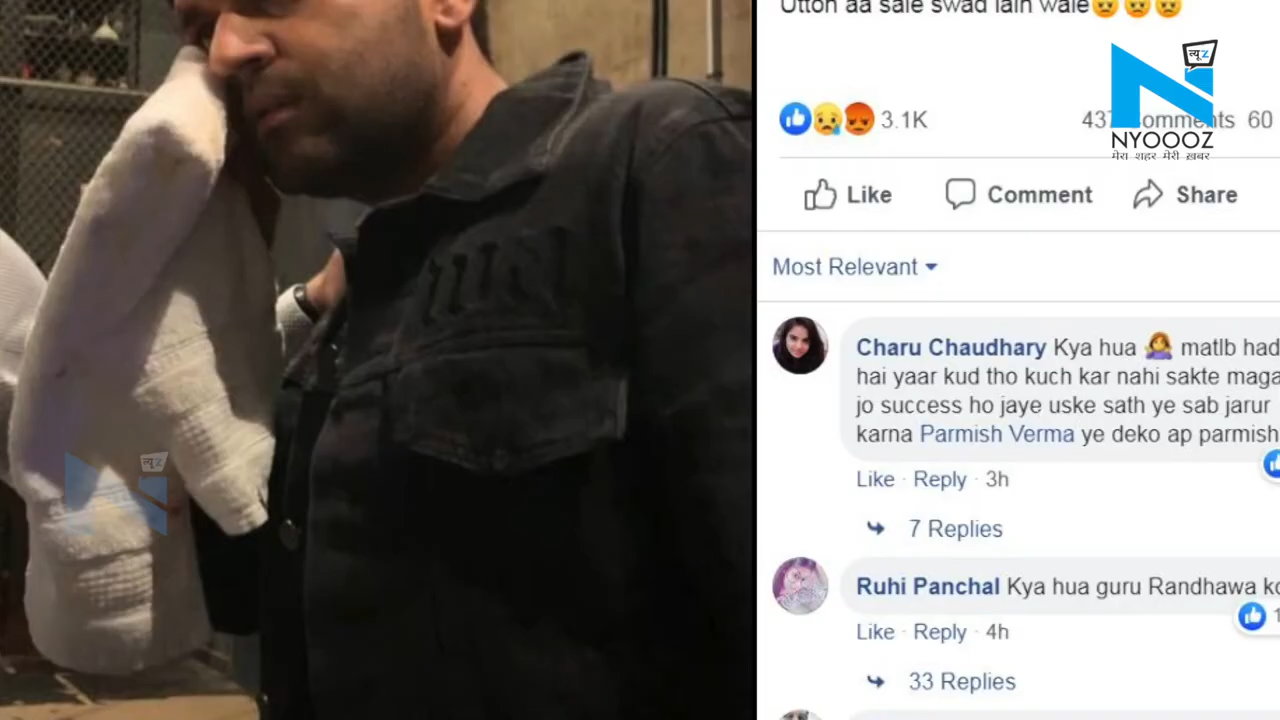 Utton aa sale swad lain wale😠😠😠
न्यूz
NYOOOZ
मेरा शहर मेरी ख़बर
3.1K
437 Comments 60
Like
Comment
Share
Most Relevant
Charu Chaudhary Kya hua 🤦‍♀️ matlb had
hai yaar kud tho kuch kar nahi sakte maga
jo success ho jaye uske sath ye sab jarur
karna Parmish Verma ye deko ap parmish
Like · Reply · 3h
7 Replies
Ruhi Panchal Kya hua guru Randhawa ko
1
Like · Reply · 4h
33 Replies
न्यूz